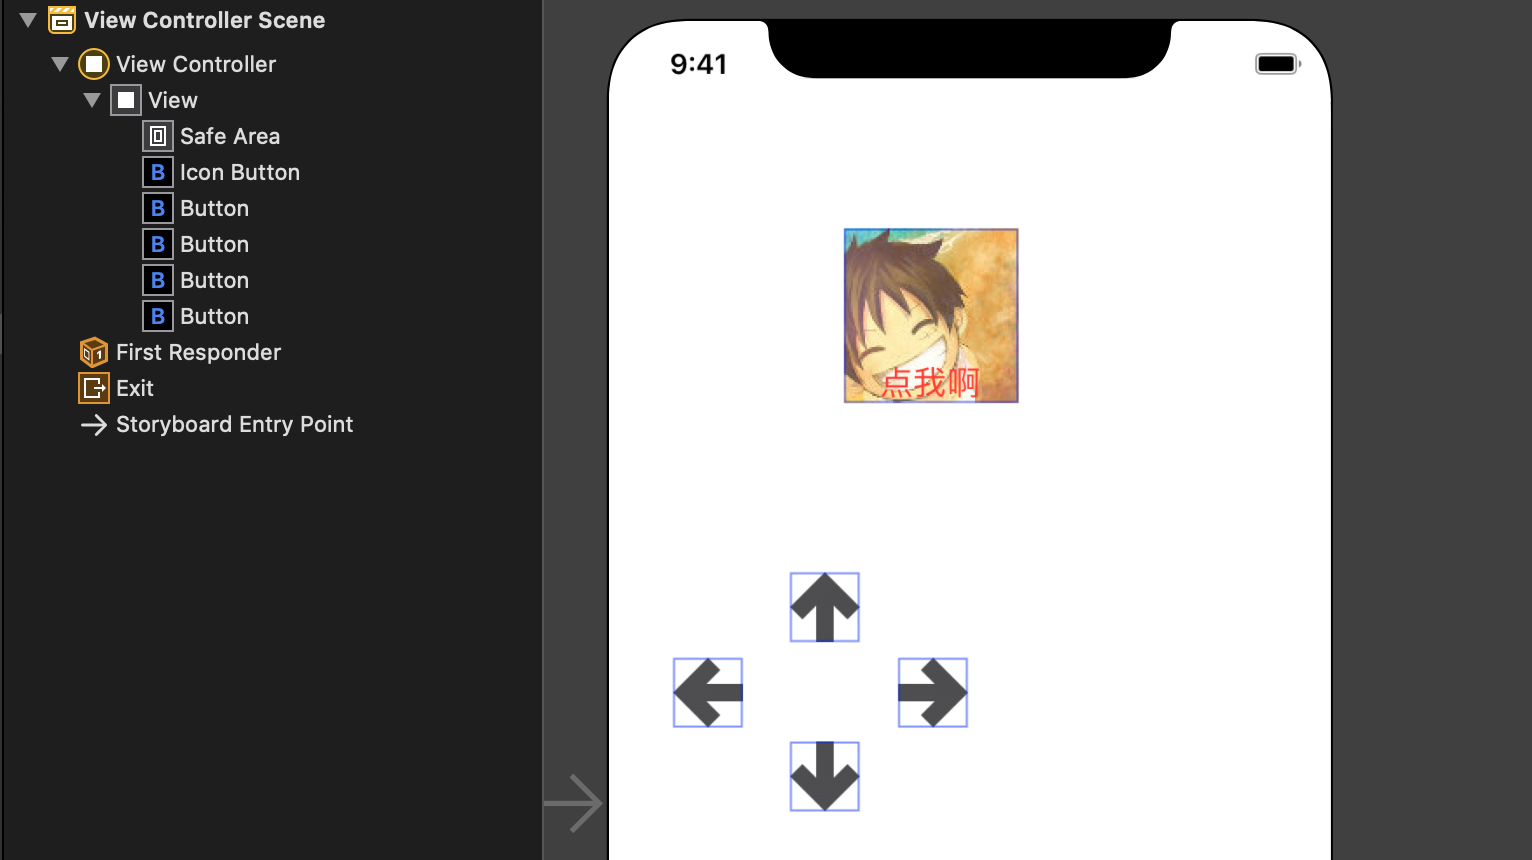 View Controller Scene
View Controller
View
Safe Area
B Icon Button
B Button
B Button
B Button
B Button
1 First Responder
Exit
Storyboard Entry Point
9:41
点我啊